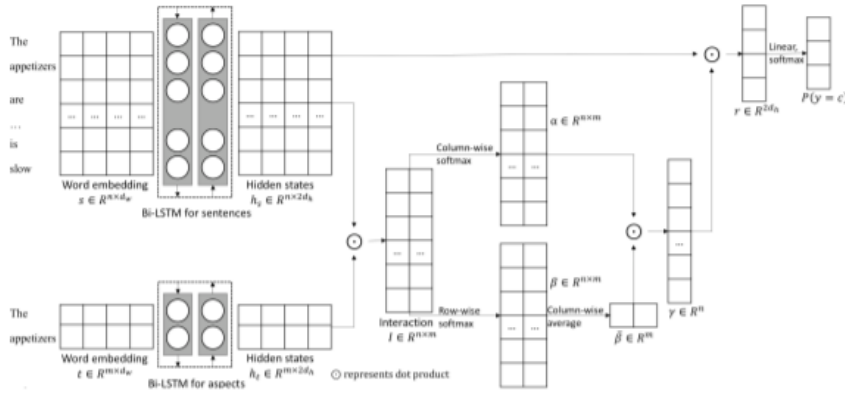 The
appetizers
are
...
is
slow
... ... ... ...
Word embedding
s ∈ R^{n×d_w}
Bi-LSTM for sentences
... ... ... ...
Hidden states
h_s ∈ R^{n×2d_h}
The
appetizers
Word embedding
t ∈ R^{m×d_w}
Bi-LSTM for aspects
Hidden states
h_t ∈ R^{m×2d_h}
⊙ represents dot product
... ...
Interaction
I ∈ R^{n×m}
Column-wise
softmax
... ...
α ∈ R^{n×m}
Row-wise
softmax
... ...
β ∈ R^{n×m}
Column-wise
average
β̄ ∈ R^m
...
γ ∈ R^n
r ∈ R^{2d_h}
Linear,
softmax
P(y = c)